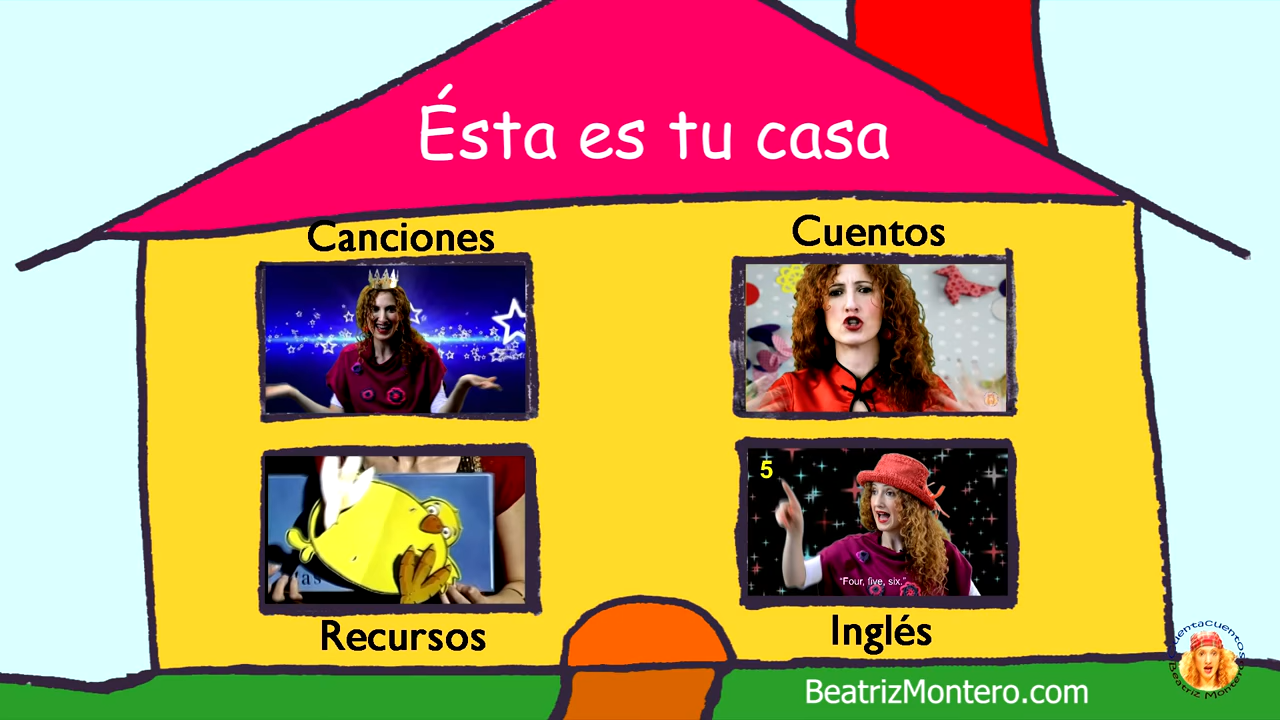 Ésta es tu casa
Canciones
Cuentos
5
"Four, five, six."
Recursos
Inglés
BeatrizMontero.com
Cuentacuentos
Beatriz Montero